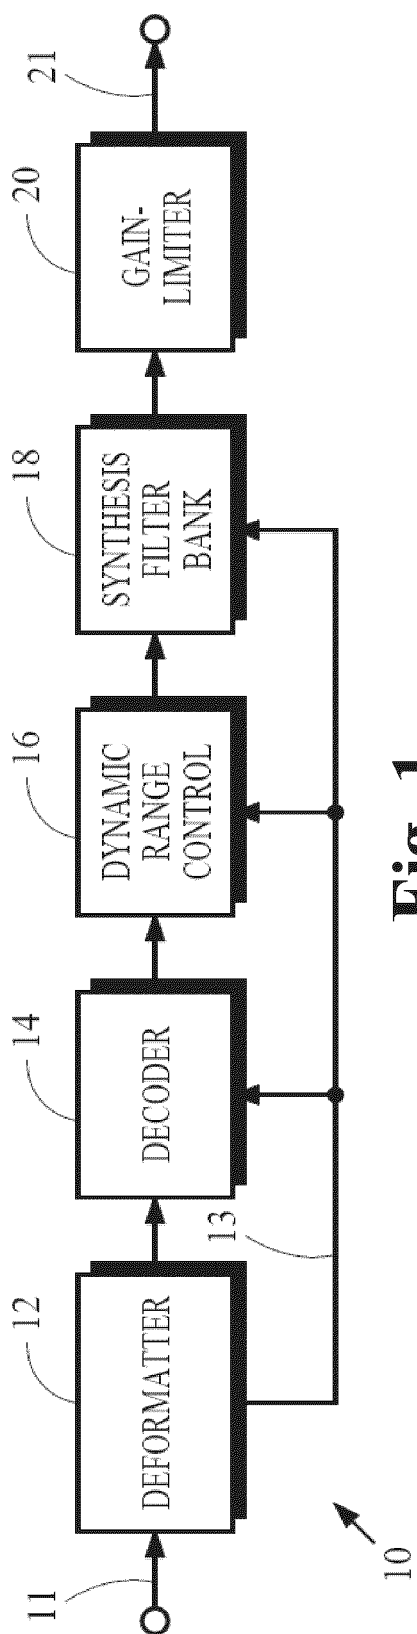 11
12
14
16
18
20
21
DEFORMATTER
DECODER
DYNAMIC
RANGE
CONTROL
SYNTHESIS
FILTER
BANK
GAIN-
LIMITER
13
10
Fig. 1